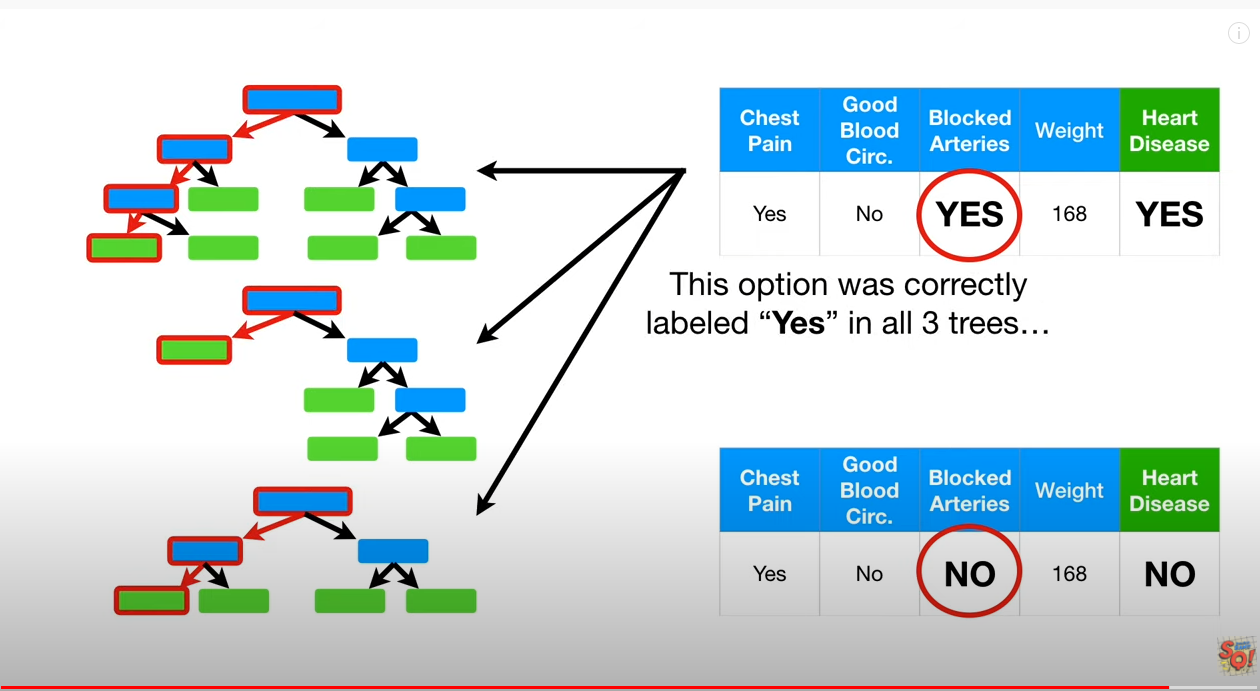 Chest Pain
Good Blood Circ.
Blocked Arteries
Weight
Heart Disease
Yes
No
YES
168
YES
This option was correctly
labeled “Yes” in all 3 trees…
Chest Pain
Good Blood Circ.
Blocked Arteries
Weight
Heart Disease
Yes
No
NO
168
NO